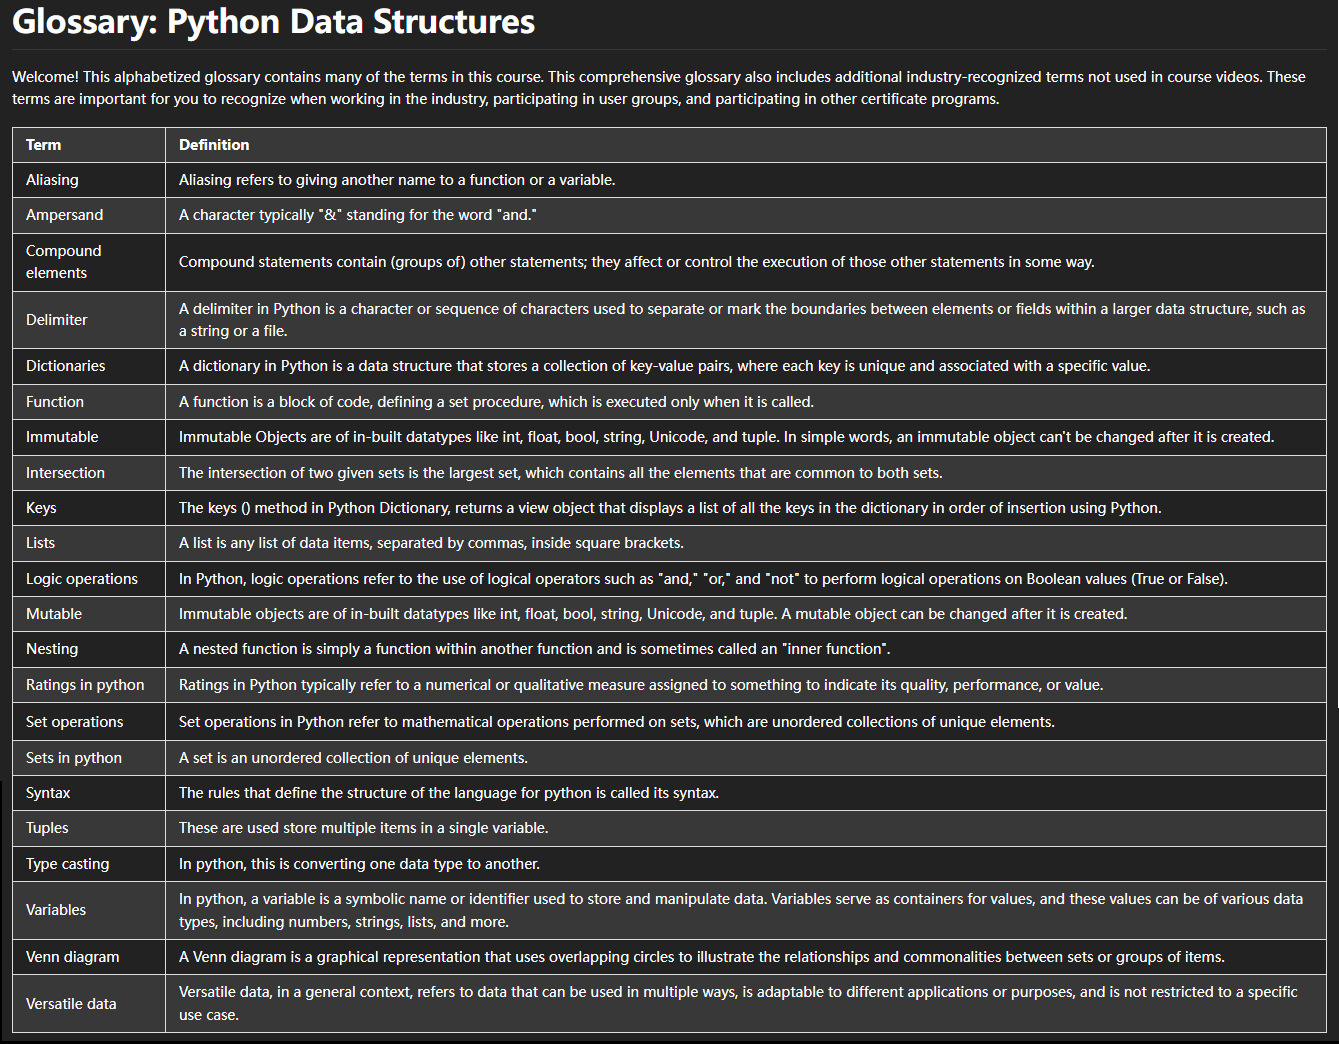 Glossary: Python Data Structures
Welcome! This alphabetized glossary contains many of the terms in this course. This comprehensive glossary also includes additional industry-recognized terms not used in course videos. These
terms are important for you to recognize when working in the industry, participating in user groups, and participating in other certificate programs.
Term Definition
Aliasing Aliasing refers to giving another name to a function or a variable.
Ampersand A character typically "&" standing for the word "and."
Compound
elements
Compound statements contain (groups of) other statements; they affect or control the execution of those other statements in some way.
Delimiter
A delimiter in Python is a character or sequence of characters used to separate or mark the boundaries between elements or fields within a larger data structure, such as
a string or a file.
Dictionaries A dictionary in Python is a data structure that stores a collection of key-value pairs, where each key is unique and associated with a specific value.
Function A function is a block of code, defining a set procedure, which is executed only when it is called.
Immutable Immutable Objects are of in-built datatypes like int, float, bool, string, Unicode, and tuple. In simple words, an immutable object can't be changed after it is created.
Intersection The intersection of two given sets is the largest set, which contains all the elements that are common to both sets.
Keys The keys () method in Python Dictionary, returns a view object that displays a list of all the keys in the dictionary in order of insertion using Python.
Lists A list is any list of data items, separated by commas, inside square brackets.
Logic operations In Python, logic operations refer to the use of logical operators such as "and," "or," and "not" to perform logical operations on Boolean values (True or False).
Mutable Immutable objects are of in-built datatypes like int, float, bool, string, Unicode, and tuple. A mutable object can be changed after it is created.
Nesting A nested function is simply a function within another function and is sometimes called an "inner function".
Ratings in python Ratings in Python typically refer to a numerical or qualitative measure assigned to something to indicate its quality, performance, or value.
Set operations Set operations in Python refer to mathematical operations performed on sets, which are unordered collections of unique elements.
Sets in python A set is an unordered collection of unique elements.
Syntax The rules that define the structure of the language for python is called its syntax.
Tuples These are used store multiple items in a single variable.
Type casting In python, this is converting one data type to another.
Variables
In python, a variable is a symbolic name or identifier used to store and manipulate data. Variables serve as containers for values, and these values can be of various data
types, including numbers, strings, lists, and more.
Venn diagram A Venn diagram is a graphical representation that uses overlapping circles to illustrate the relationships and commonalities between sets or groups of items.
Versatile data
Versatile data, in a general context, refers to data that can be used in multiple ways, is adaptable to different applications or purposes, and is not restricted to a specific
use case.